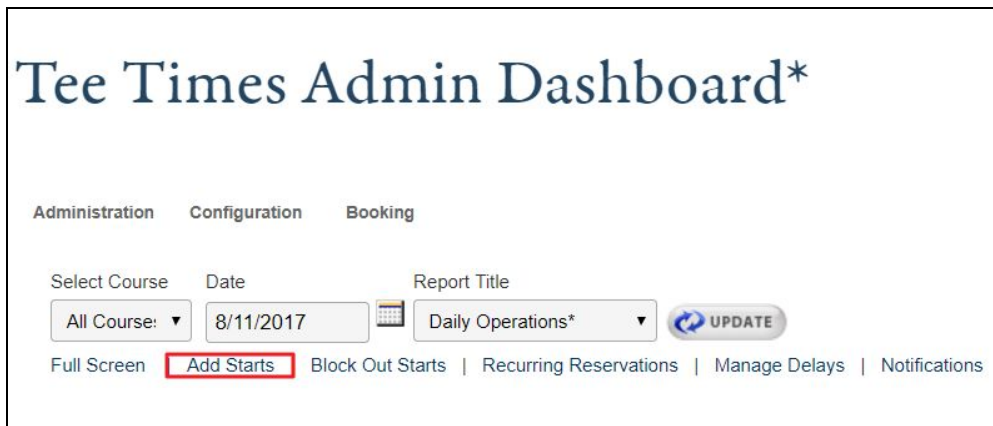 Tee Times Admin Dashboard*
Administration Configuration Booking
Select Course Date Report Title
All Course: 8/11/2017 Daily Operations* UPDATE
Full Screen Add Starts Block Out Starts | Recurring Reservations | Manage Delays | Notifications